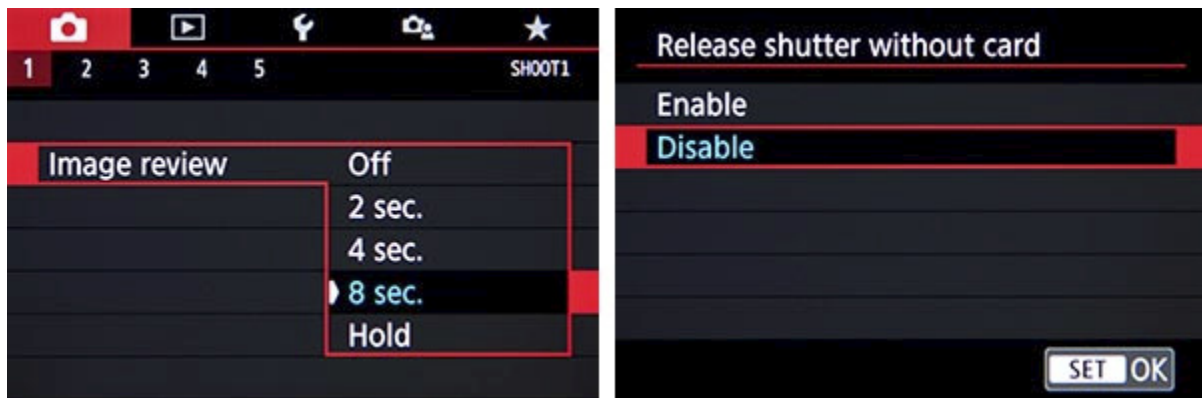 1 2 3 4 5 SHOOT1
Image review Off
2 sec.
4 sec.
8 sec.
Hold
Release shutter without card
Enable
Disable
SET OK